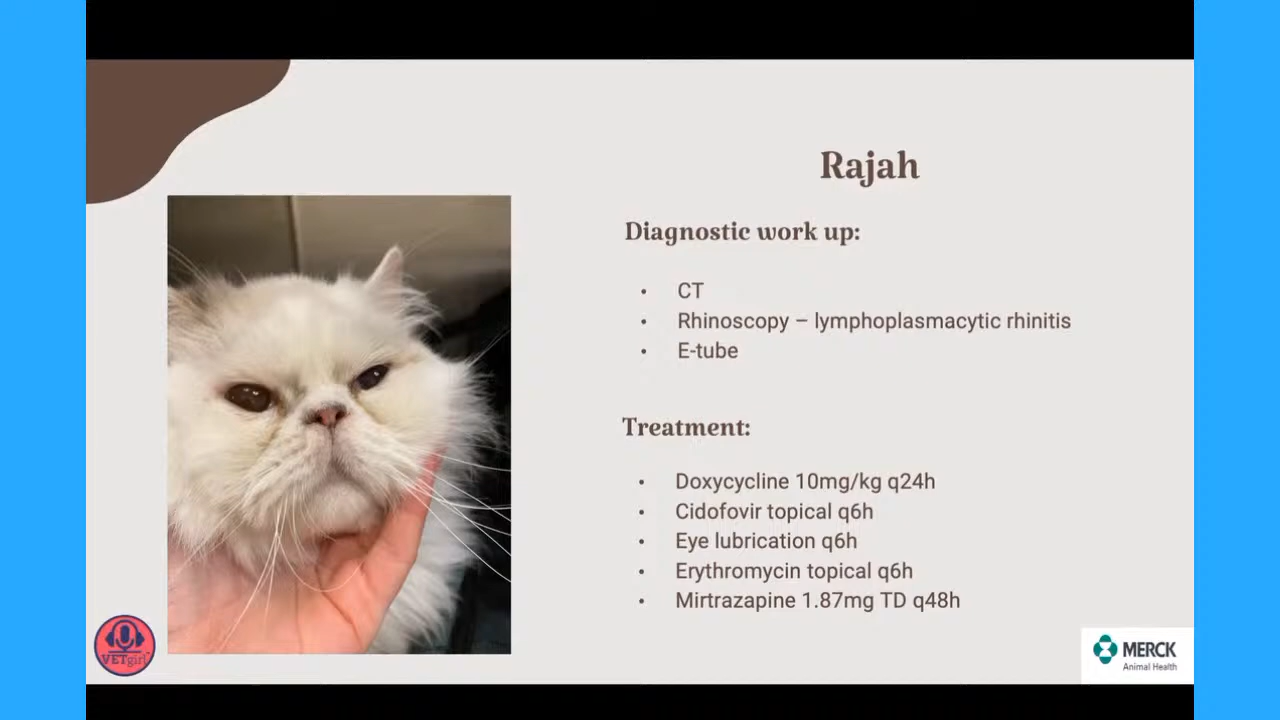 Rajah
Diagnostic work up:
• CT
• Rhinoscopy – lymphoplasmacytic rhinitis
• E-tube
Treatment:
• Doxycycline 10mg/kg q24h
• Cidofovir topical q6h
• Eye lubrication q6h
• Erythromycin topical q6h
• Mirtrazapine 1.87mg TD q48h
VETgirl
MERCK
Animal Health